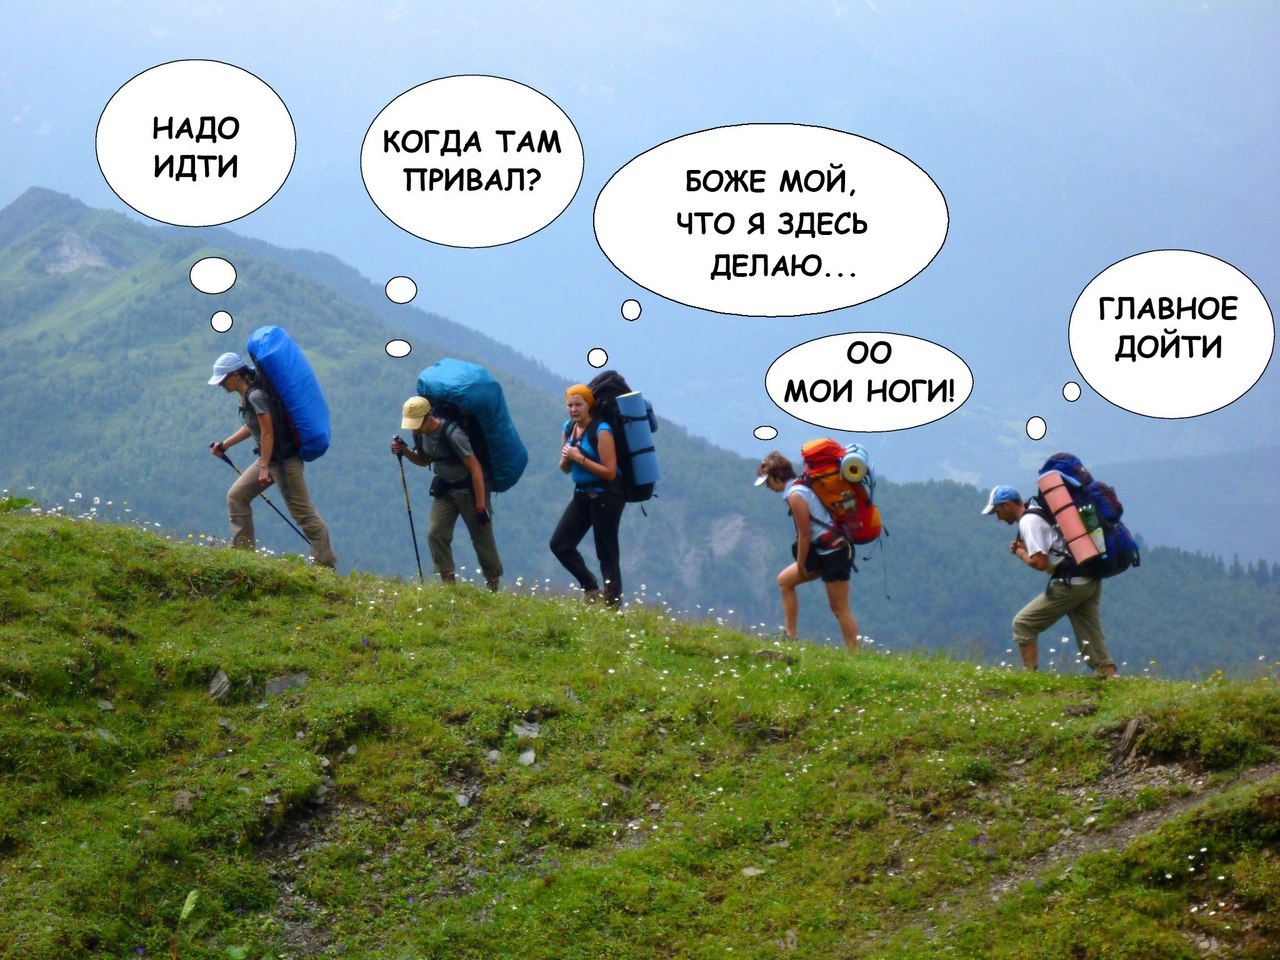 НАДО
ИДТИ
КОГДА ТАМ
ПРИВАЛ?
БОЖЕ МОЙ,
ЧТО Я ЗДЕСЬ
ДЕЛАЮ...
ОО
МОИ НОГИ!
ГЛАВНОЕ
ДОЙТИ